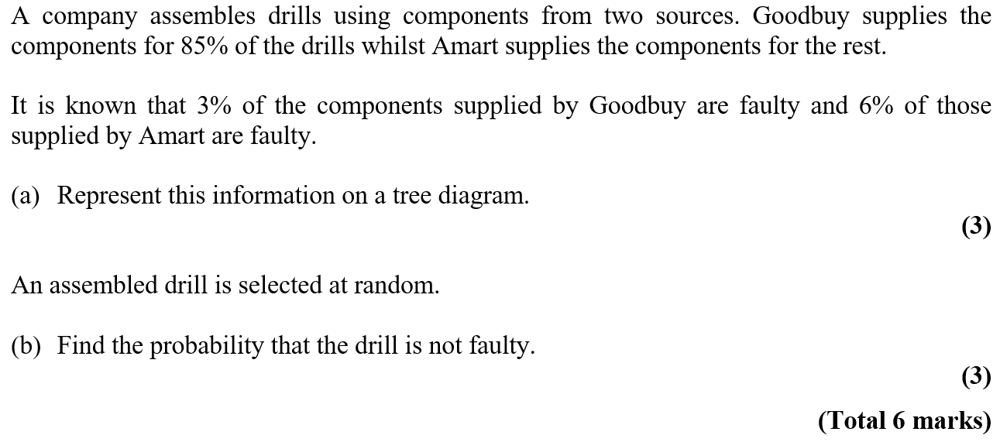 A company assembles drills using components from two sources. Goodbuy supplies the
components for 85% of the drills whilst Amart supplies the components for the rest.
It is known that 3% of the components supplied by Goodbuy are faulty and 6% of those
supplied by Amart are faulty.
(a) Represent this information on a tree diagram.
(3)
An assembled drill is selected at random.
(b) Find the probability that the drill is not faulty.
(3)
(Total 6 marks)